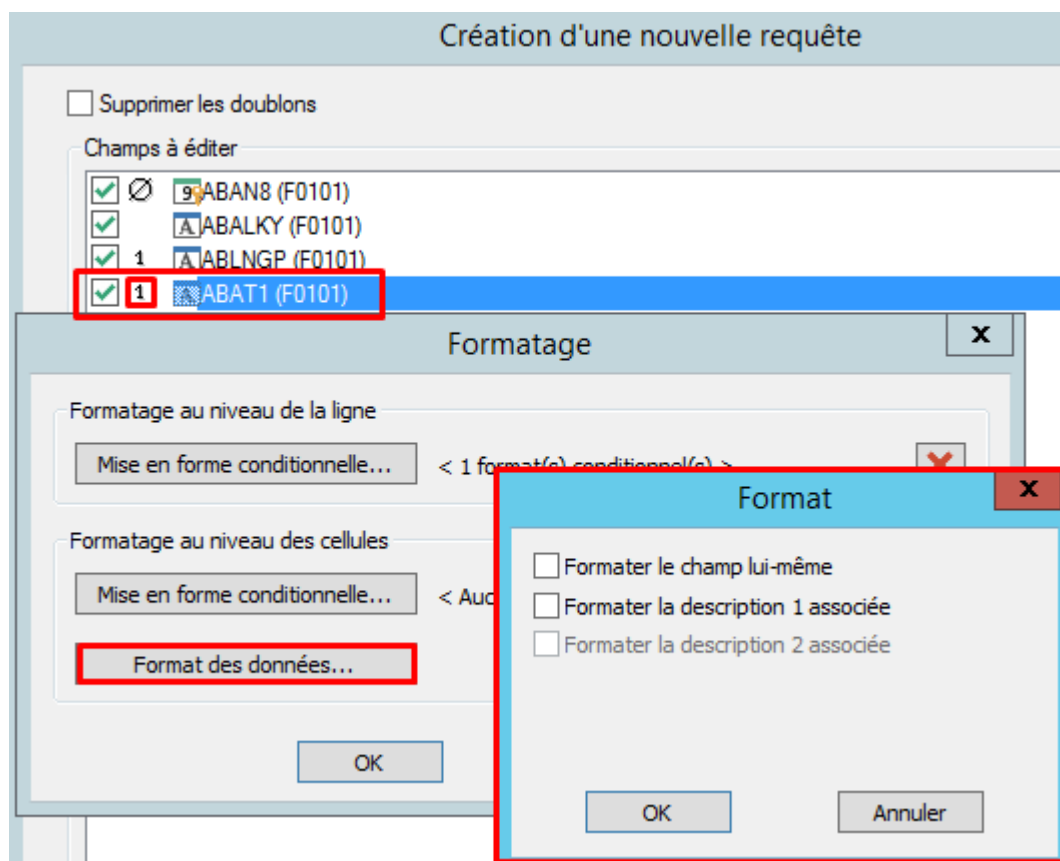 Création d'une nouvelle requête
Supprimer les doublons
Champs à éditer
Ø ABAN8 (F0101)
ABALKY (F0101)
1 ABLNGP (F0101)
1 ABAT1 (F0101)
Formatage
x
Formatage au niveau de la ligne
Mise en forme conditionnelle... < 1 format(s) conditionnel(s) >
Formatage au niveau des cellules
Mise en forme conditionnelle... < Auc
Format des données...
OK
Format
x
Formater le champ lui-même
Formater la description 1 associée
Formater la description 2 associée
OK Annuler